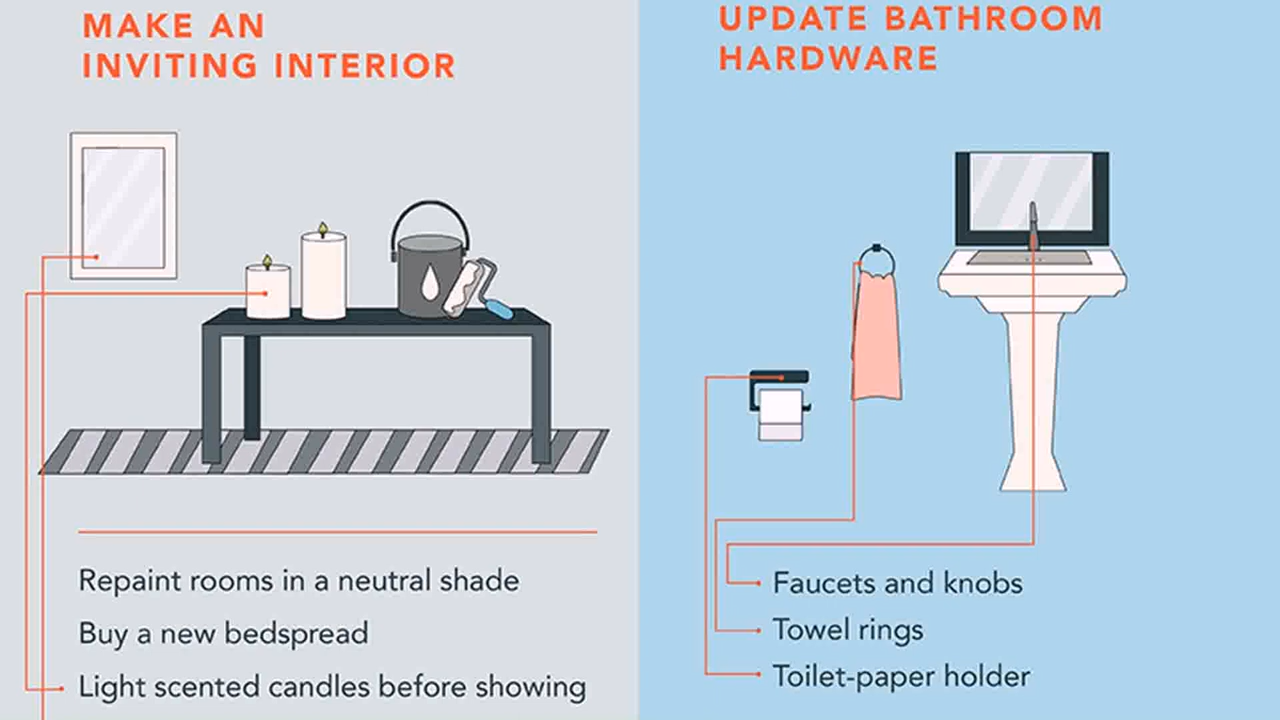 MAKE AN
INVITING INTERIOR
Repaint rooms in a neutral shade
Buy a new bedspread
Light scented candles before showing
UPDATE BATHROOM
HARDWARE
Faucets and knobs
Towel rings
Toilet-paper holder